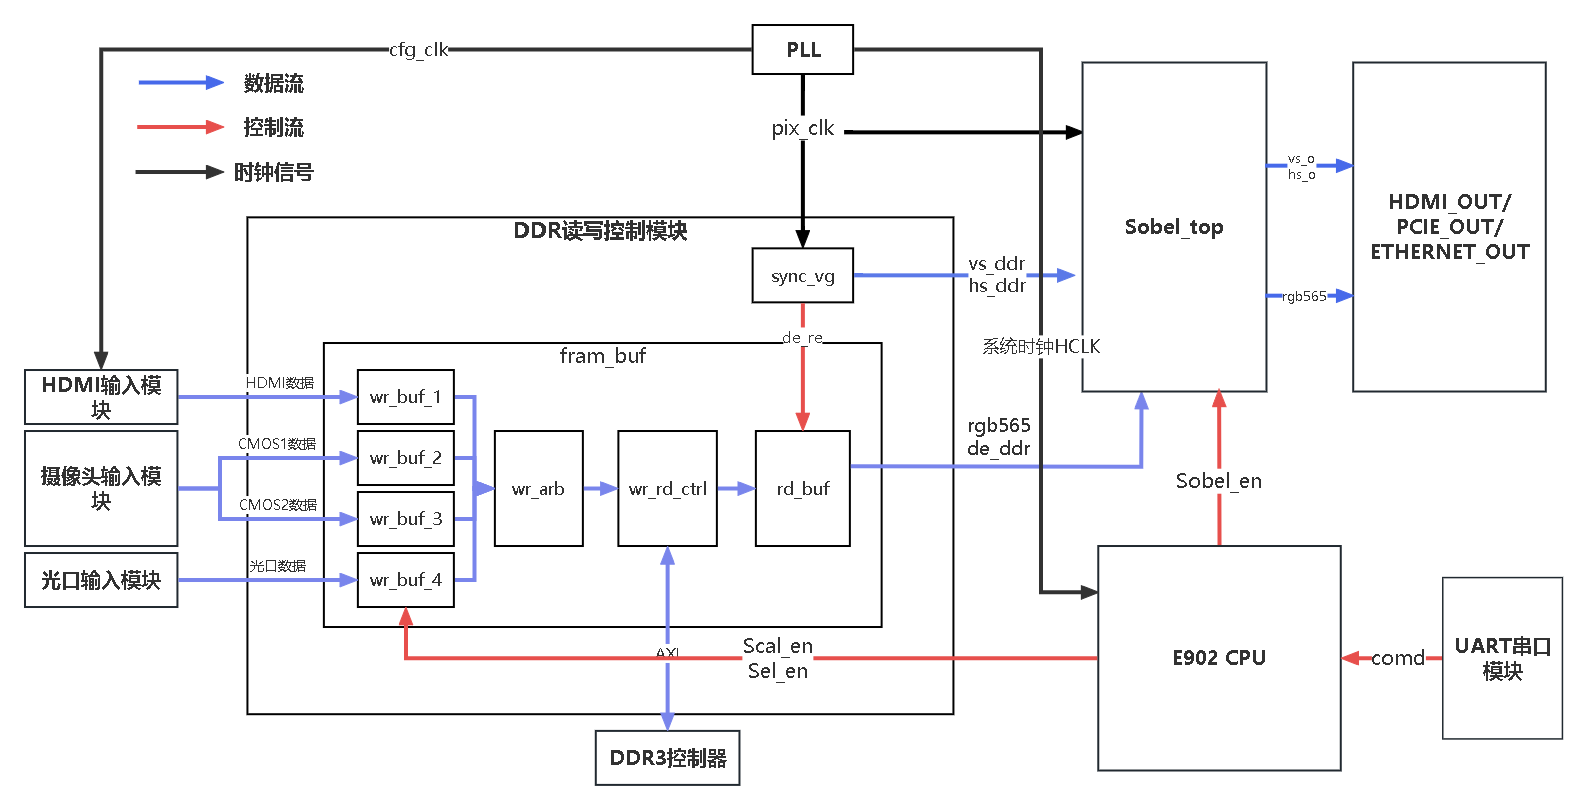 PLL
cfg_clk
数据流
控制流
时钟信号
pix_clk
Sobel_top
vs_o
hs_o
rgb565
HDMI_OUT/
PCIE_OUT/
ETHERNET_OUT
DDR读写控制模块
sync_vg
vs_ddr
hs_ddr
de_re
系统时钟HCLK
fram_buf
HDMI输入模
块
HDMI数据
wr_buf_1
摄像头输入模
块
CMOS1数据
wr_buf_2
CMOS2数据
wr_buf_3
光口输入模块
光口数据
wr_buf_4
wr_arb
wr_rd_ctrl
rd_buf
rgb565
de_ddr
Sobel_en
AXI
Scal_en
Sel_en
E902 CPU
comd
UART串口
模块
DDR3控制器